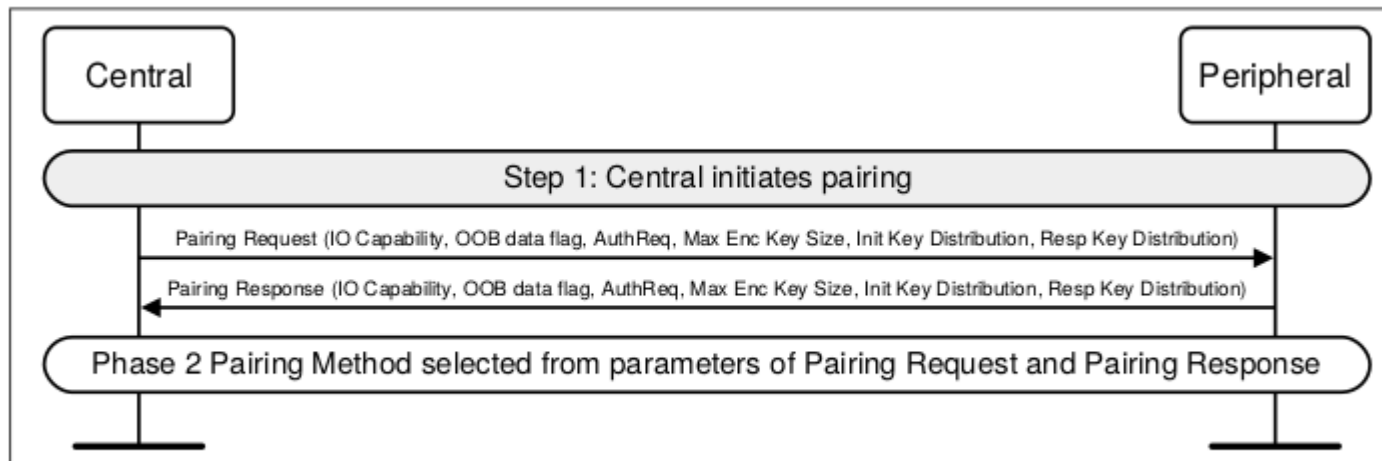 Central
Peripheral
Step 1: Central initiates pairing
Pairing Request (IO Capability, OOB data flag, AuthReq, Max Enc Key Size, Init Key Distribution, Resp Key Distribution)
Pairing Response (IO Capability, OOB data flag, AuthReq, Max Enc Key Size, Init Key Distribution, Resp Key Distribution)
Phase 2 Pairing Method selected from parameters of Pairing Request and Pairing Response